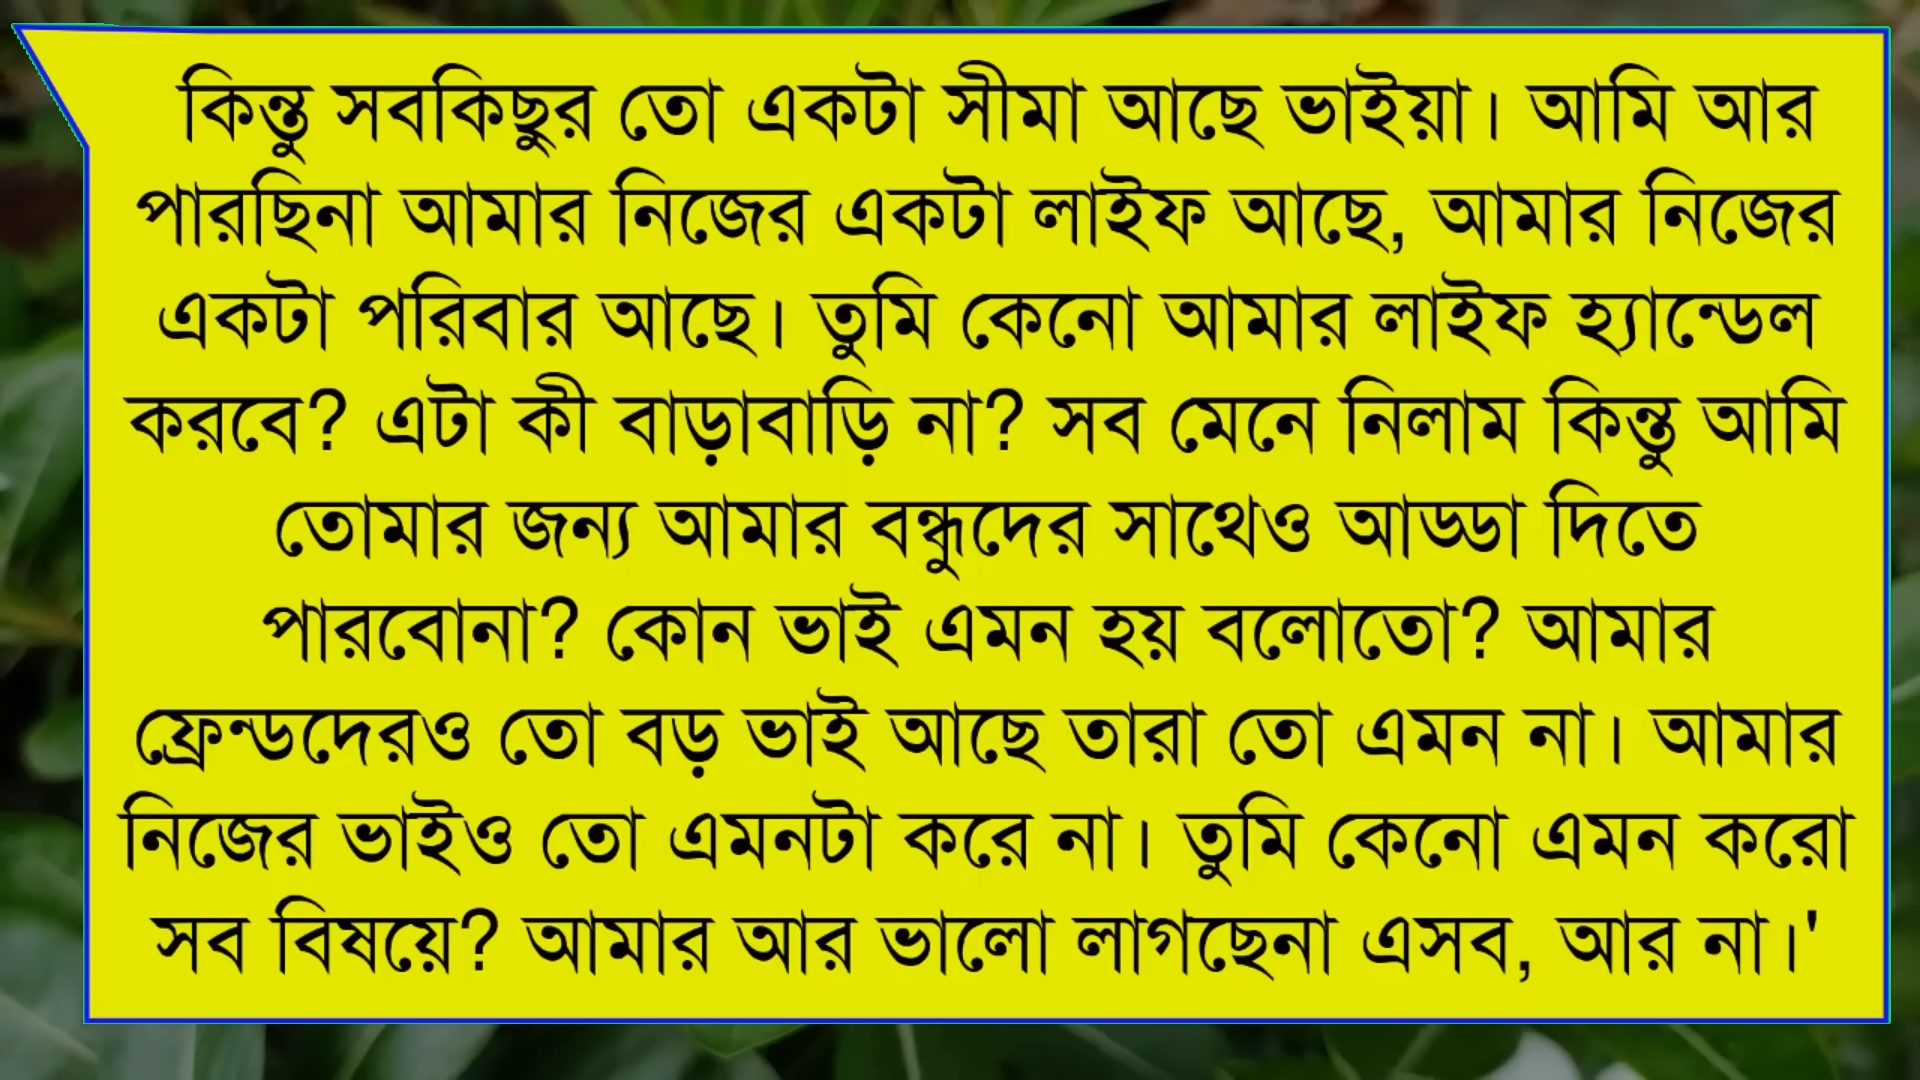 কিন্তু সবকিছুর তো একটা সীমা আছে ভাইয়া। আমি আর
পারছিনা আমার নিজের একটা লাইফ আছে, আমার নিজের
একটা পরিবার আছে। তুমি কেনো আমার লাইফ হ্যান্ডেল
করবে? এটা কী বাড়াবাড়ি না? সব মেনে নিলাম কিন্তু আমি
তোমার জন্য আমার বন্ধুদের সাথেও আড্ডা দিতে
পারবোনা? কোন ভাই এমন হয় বলোতো? আমার
ফ্রেন্ডদেরও তো বড় ভাই আছে তারা তো এমন না। আমার
নিজের ভাইও তো এমনটা করে না। তুমি কেনো এমন করো
সব বিষয়ে? আমার আর ভালো লাগছেনা এসব, আর না।'